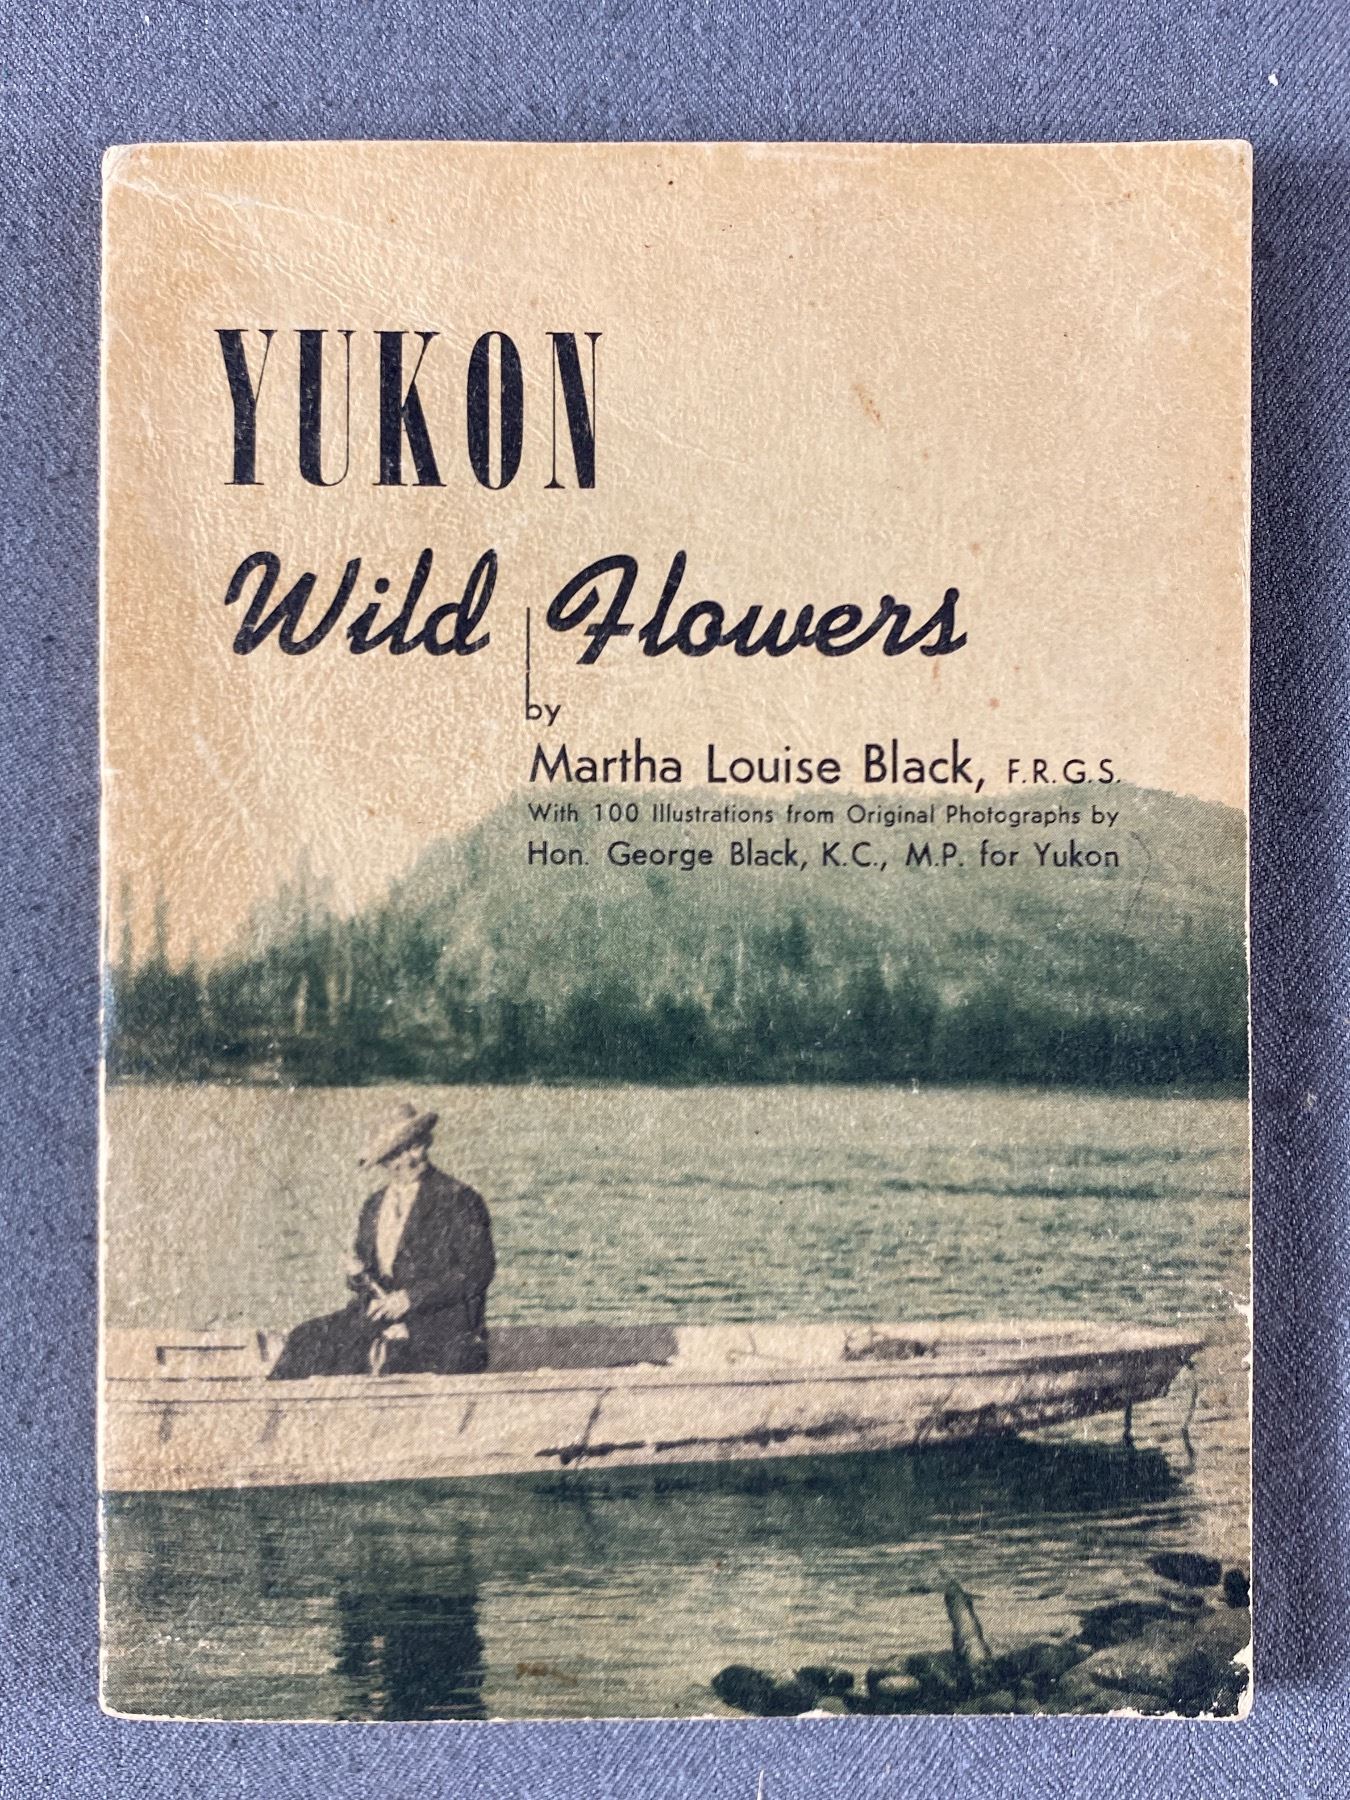 YUKON
Wild Flowers
by
Martha Louise Black, F.R.G.S.
With 100 Illustrations from Original Photographs by
Hon. George Black, K.C., M.P. for Yukon